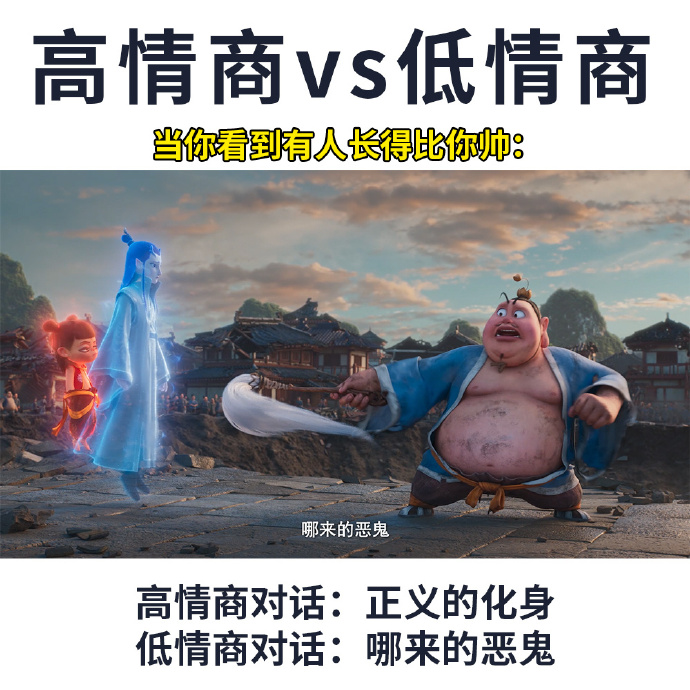 高情商vs低情商
当你看到有人长得比你帅：
哪来的恶鬼
高情商对话：正义的化身
低情商对话：哪来的恶鬼